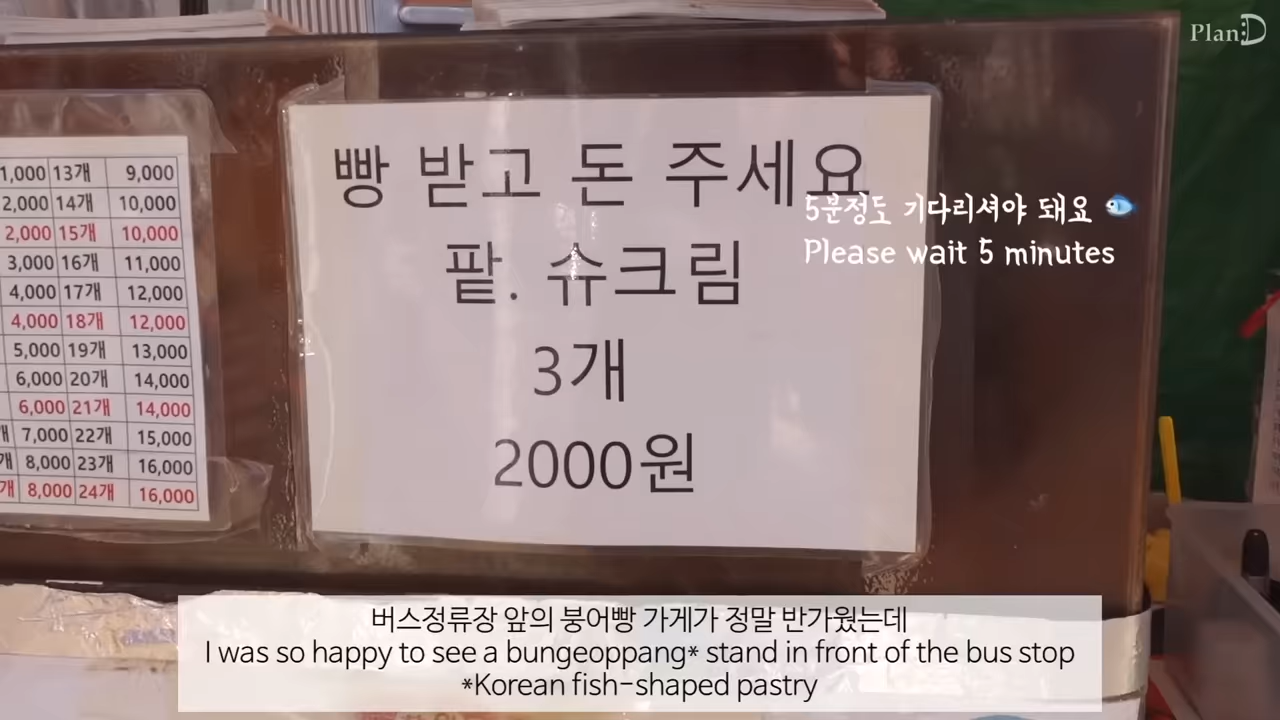 Plan:D
1,000 13개 9,000
2,000 14개 10,000
2,000 15개 10,000
3,000 16개 11,000
4,000 17개 12,000
4,000 18개 12,000
5,000 19개 13,000
6,000 20개 14,000
6,000 21개 14,000
7,000 22개 15,000
8,000 23개 16,000
8,000 24개 16,000
빵 받고 돈 주세요
팥. 슈크림
3개
2000원
5분정도 기다리셔야 돼요
Please wait 5 minutes
버스정류장 앞의 붕어빵 가게가 정말 반가웠는데
I was so happy to see a bungeoppang* stand in front of the bus stop
*Korean fish-shaped pastry